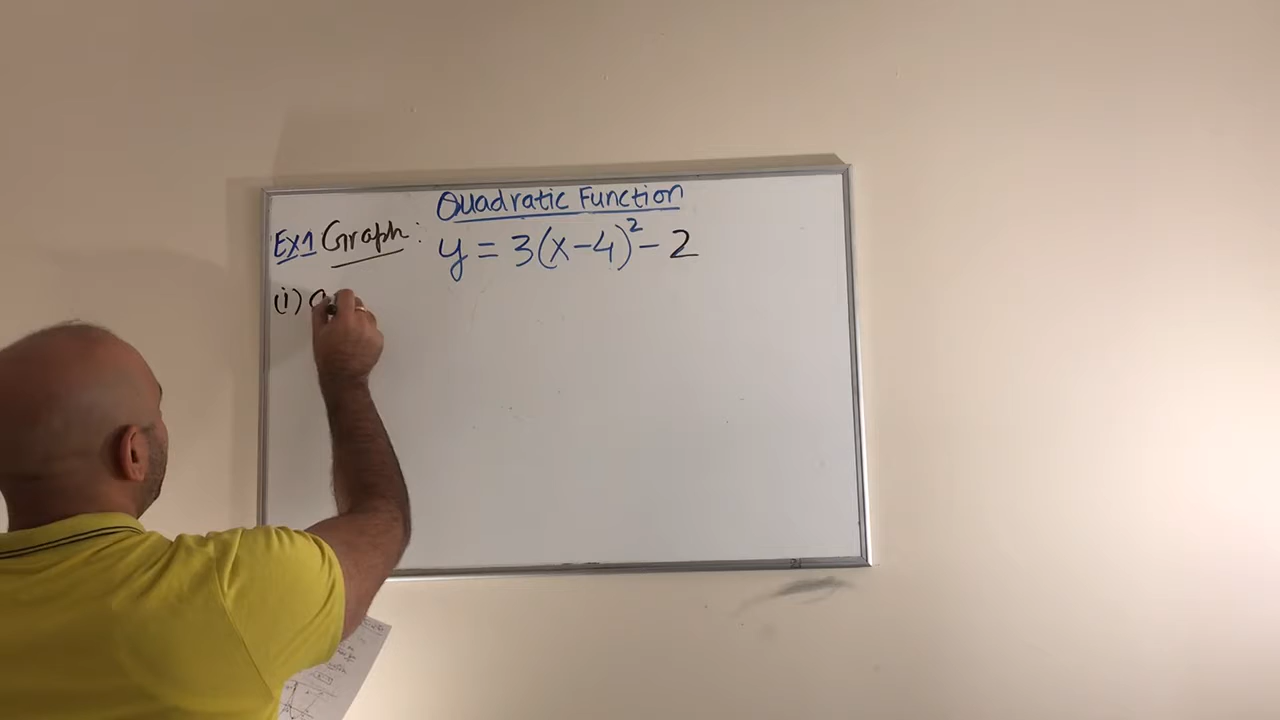 Quadratic Function
Ex1 Graph: y = 3(x-4)² - 2
(i)